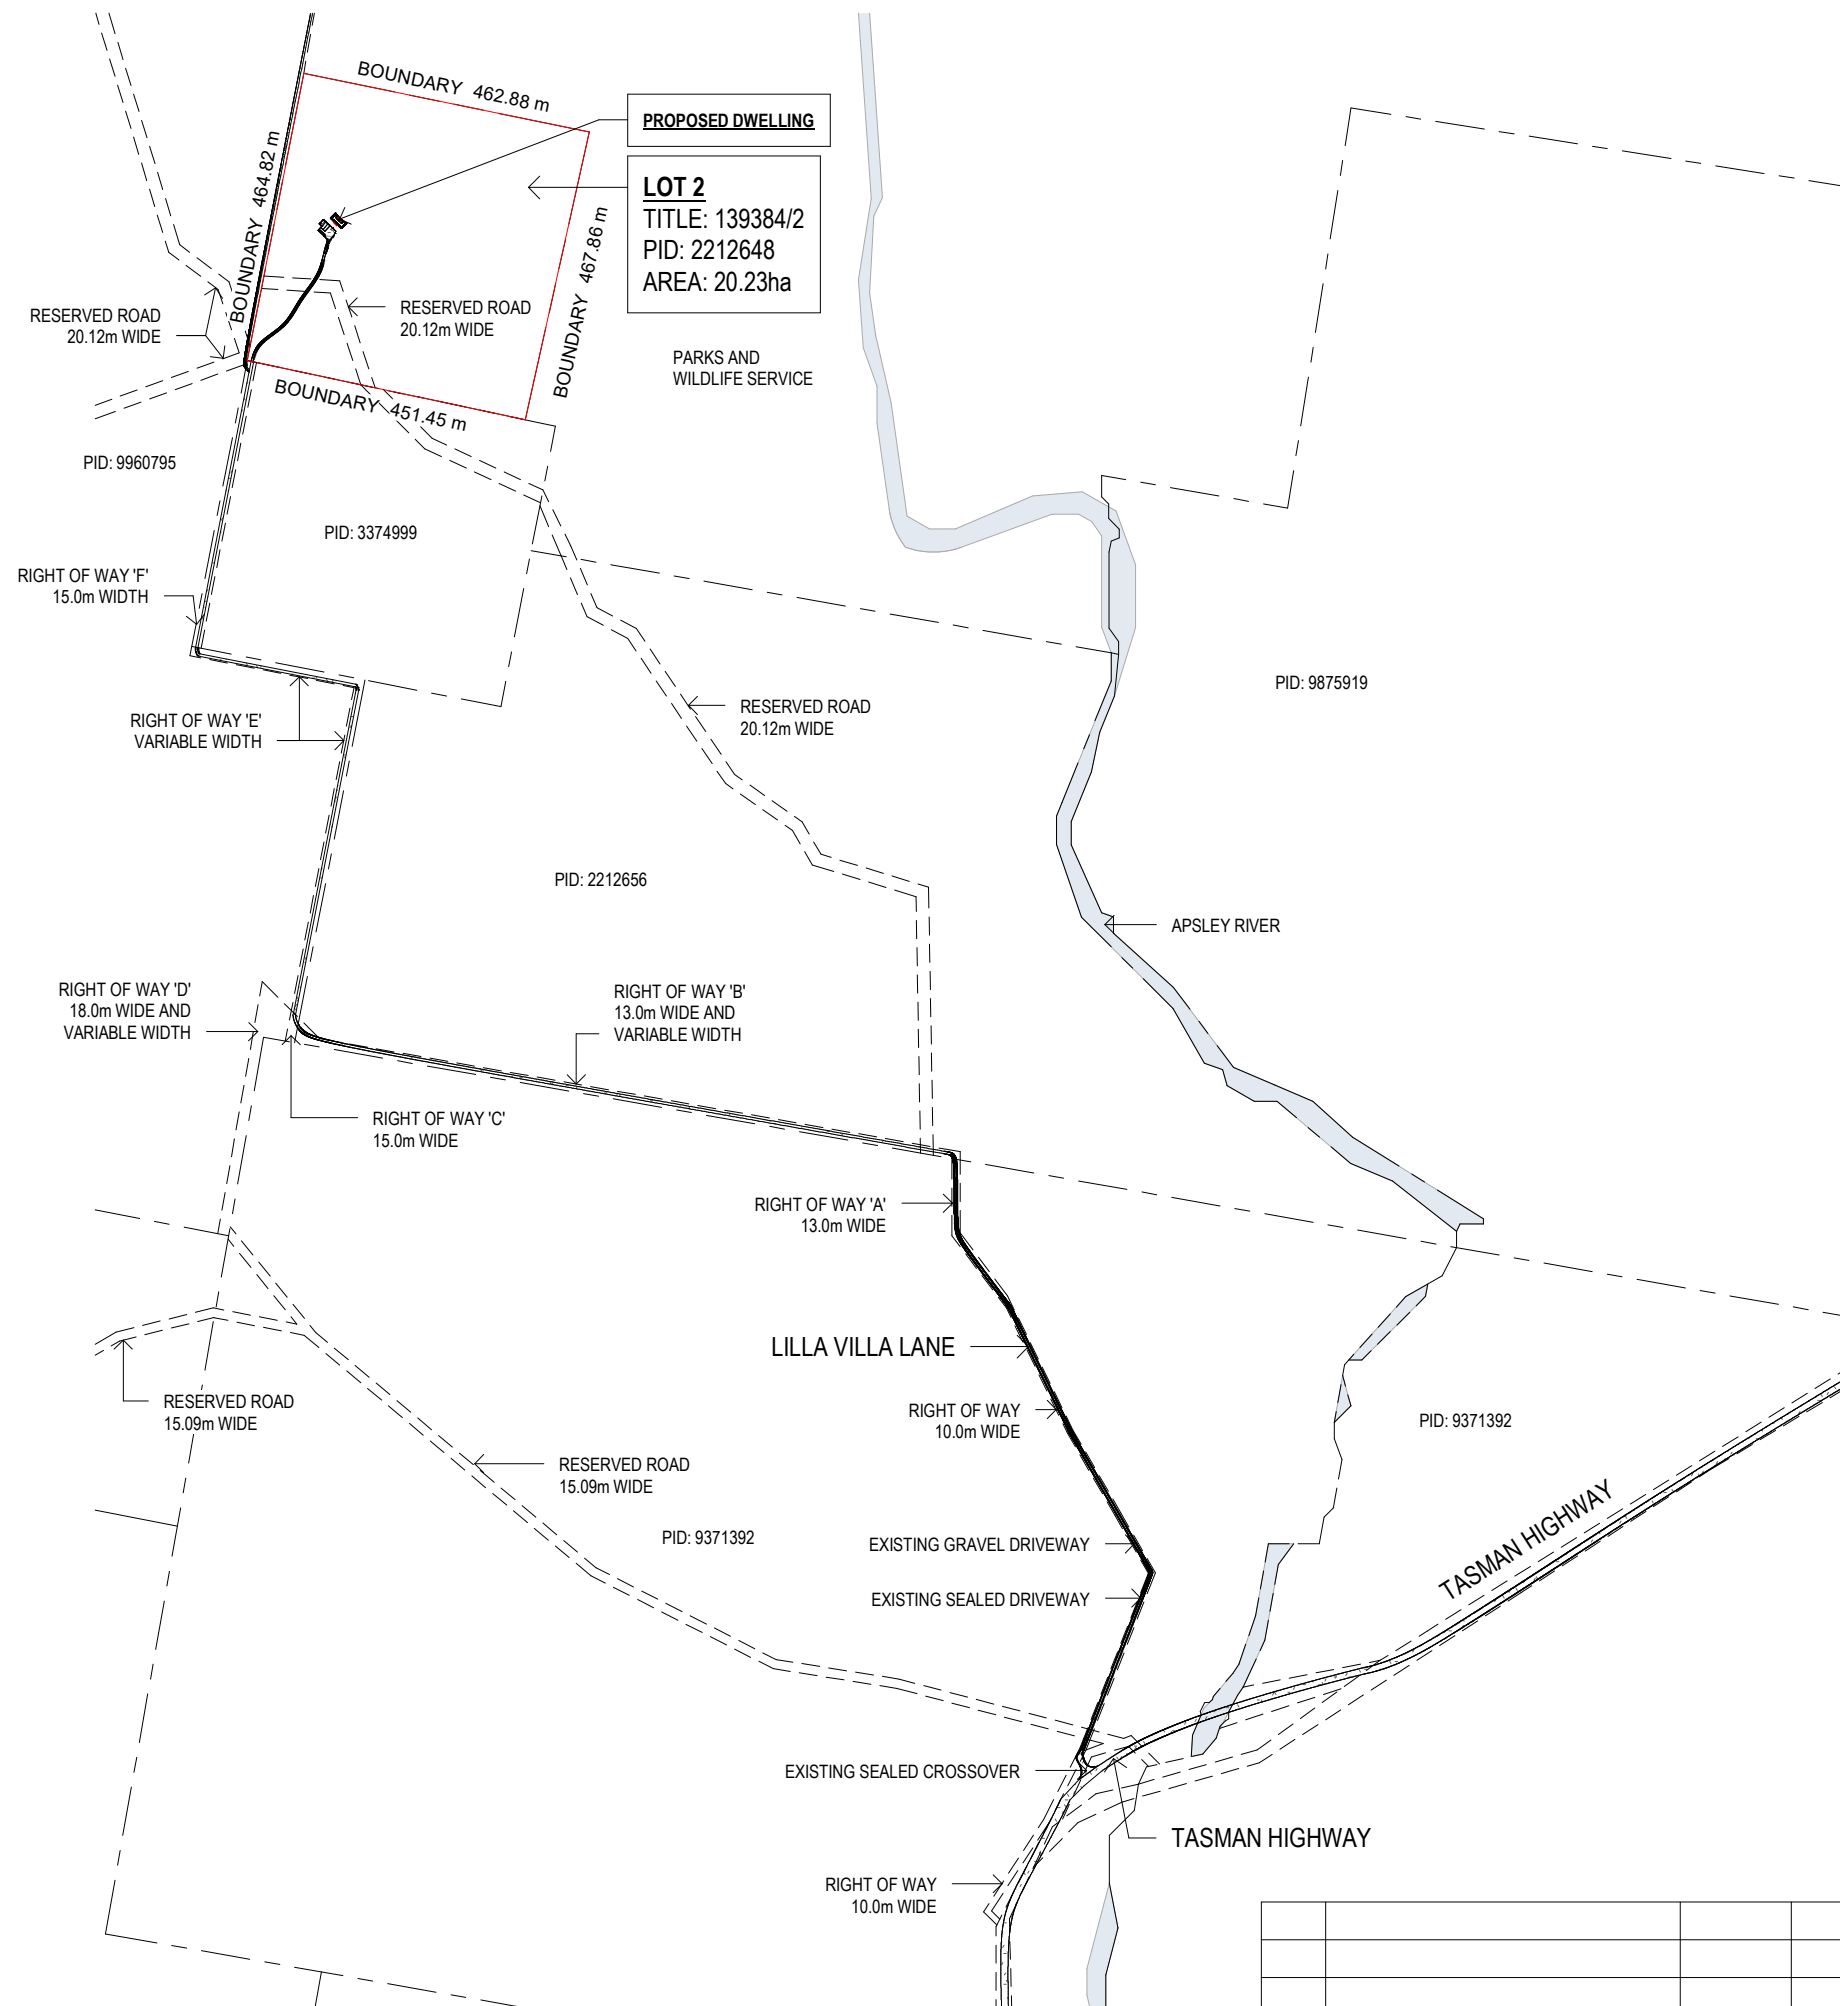 BOUNDARY 462.88 m
PROPOSED DWELLING
LOT 2
TITLE: 139384/2
PID: 2212648
AREA: 20.23ha
BOUNDARY 464.82 m
BOUNDARY 467.86 m
RESERVED ROAD
20.12m WIDE
RESERVED ROAD
20.12m WIDE
PARKS AND
WILDLIFE SERVICE
BOUNDARY 451.45 m
PID: 9960795
PID: 3374999
RIGHT OF WAY 'F'
15.0m WIDTH
PID: 9875919
RIGHT OF WAY 'E'
VARIABLE WIDTH
RESERVED ROAD
20.12m WIDE
PID: 2212656
APSLEY RIVER
RIGHT OF WAY 'D'
18.0m WIDE AND
VARIABLE WIDTH
RIGHT OF WAY 'B'
13.0m WIDE AND
VARIABLE WIDTH
RIGHT OF WAY 'C'
15.0m WIDE
RIGHT OF WAY 'A'
13.0m WIDE
LILLA VILLA LANE
RESERVED ROAD
15.09m WIDE
RIGHT OF WAY
10.0m WIDE
PID: 9371392
RESERVED ROAD
15.09m WIDE
PID: 9371392
EXISTING GRAVEL DRIVEWAY
TASMAN HIGHWAY
EXISTING SEALED DRIVEWAY
EXISTING SEALED CROSSOVER
TASMAN HIGHWAY
RIGHT OF WAY
10.0m WIDE